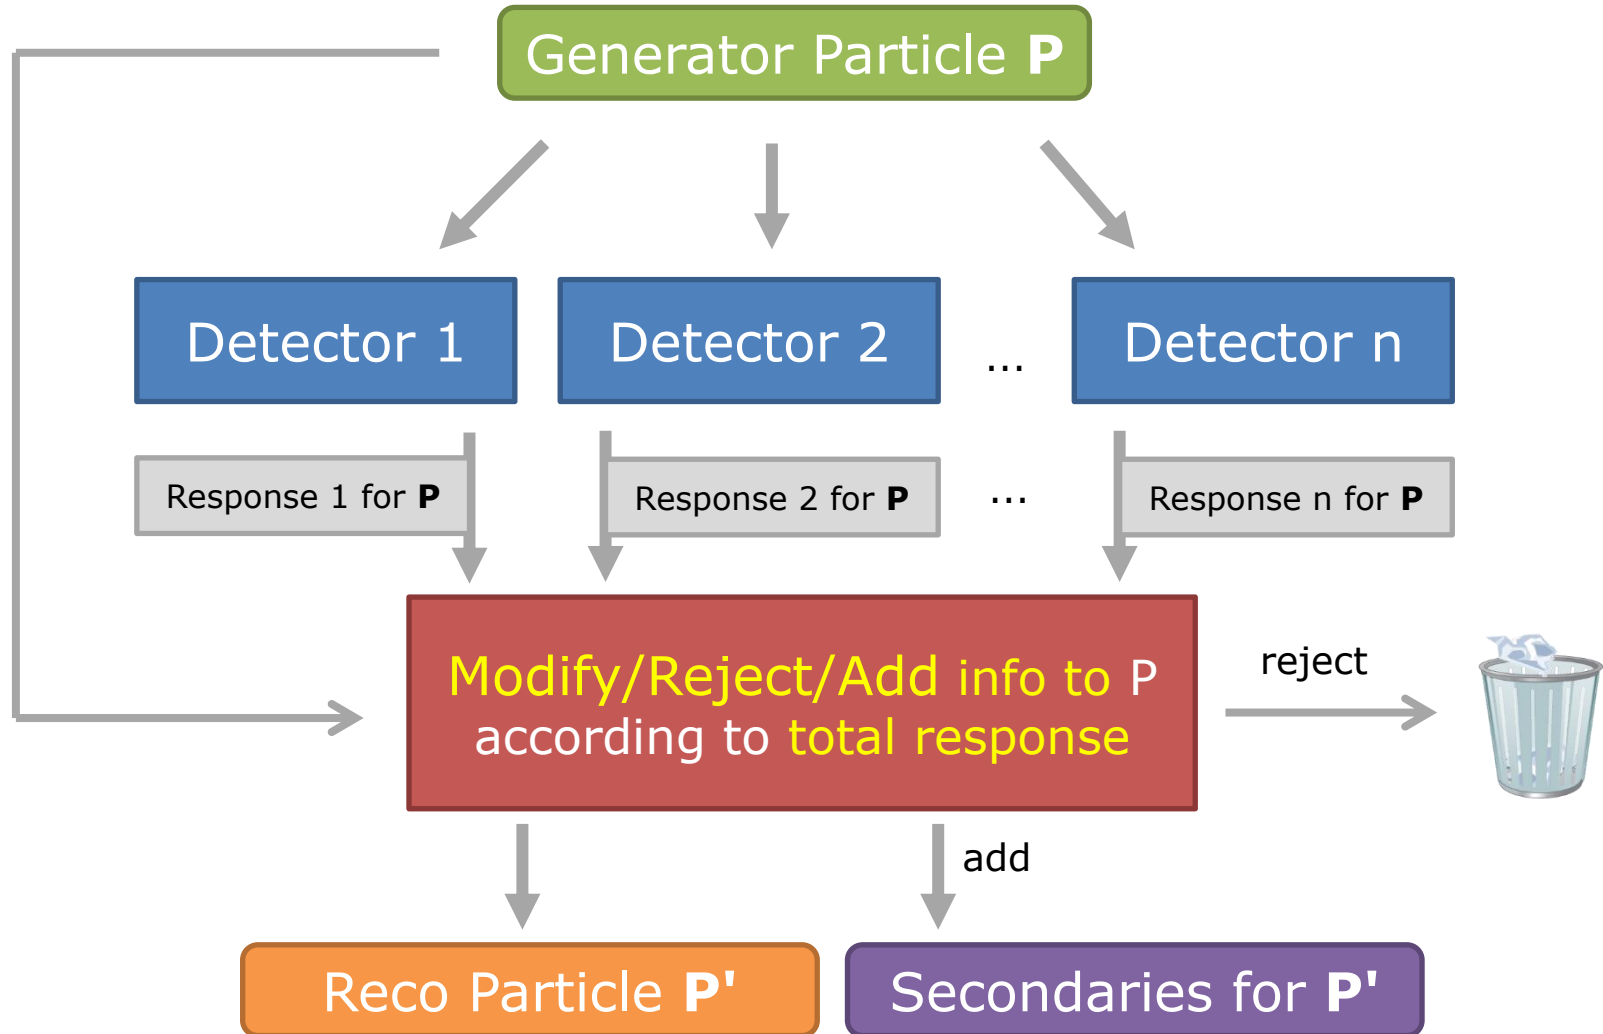 Generator Particle P
Detector 1
Detector 2
...
Detector n
Response 1 for P
Response 2 for P
...
Response n for P
Modify/Reject/Add info to P
according to total response
reject
add
Reco Particle P'
Secondaries for P'